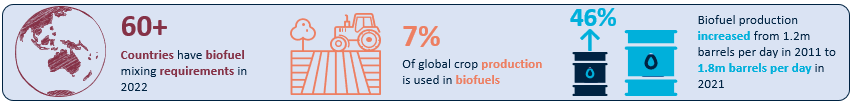 60+
Countries have biofuel
mixing requirements in
2022
7%
Of global crop production
is used in biofuels
46%
Biofuel production
increased from 1.2m
barrels per day in 2011 to
1.8m barrels per day in
2021